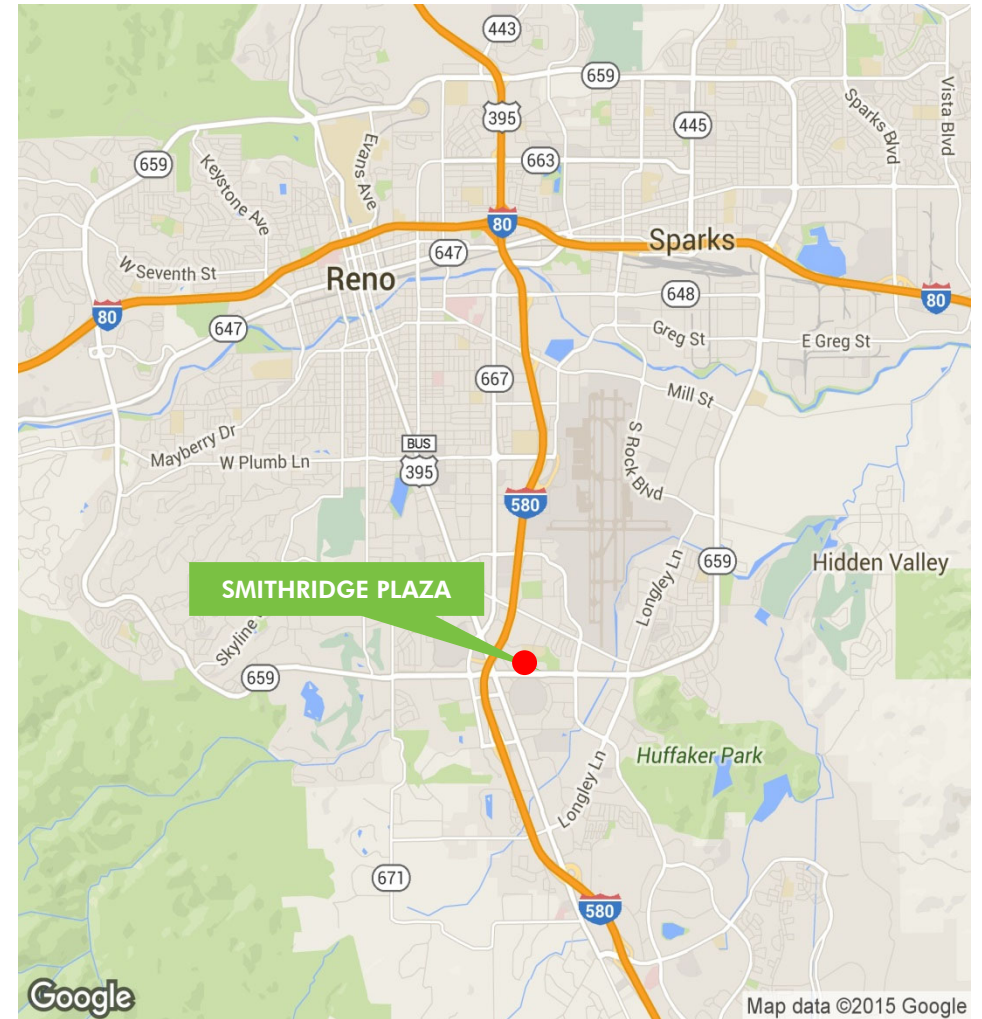 443
659
395
445
Sparks Blvd
Vista Blvd
Evans Ave
663
659
Keystone Ave
80
647
Sparks
W Seventh St
Reno
648
80
80
647
Greg St
E Greg St
667
Mill St
Mayberry Dr
W Plumb Ln
BUS
395
S Rock Blvd
580
659
Hidden Valley
SMITHRIDGE PLAZA
Longley Ln
Skyline
659
Huffaker Park
Longley Ln
671
580
Google
Map data ©2015 Google